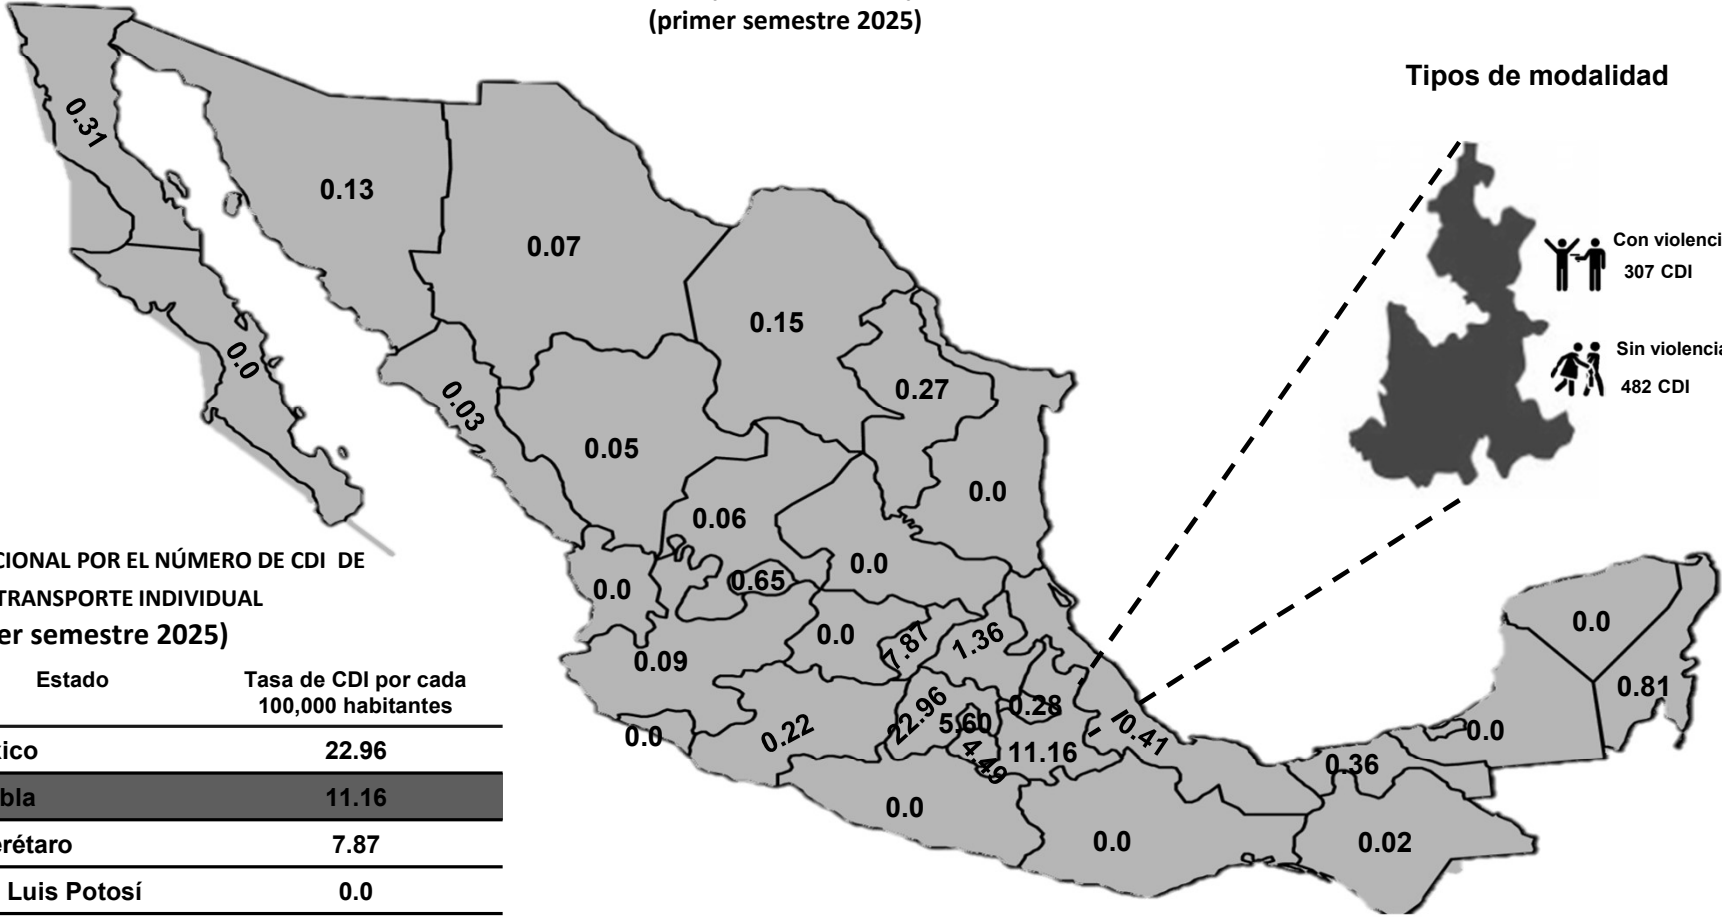 (primer semestre 2025)
Tipos de modalidad
0.31
0.13
0.07
0.15
Con violenci
307 CDI
Sin violencia
482 CDI
0.0
0.03
0.27
0.05
0.0
0.06
0.0
0.65
0.0
0.0
7.87
1.36
0.09
0.0
0.81
22.96
5.60
0.28
0.41
0.0
0.0
0.22
4.49
11.16
0.36
0.0
0.0
0.02
CIONAL POR EL NÚMERO DE CDI DE
TRANSPORTE INDIVIDUAL
er semestre 2025)
Estado
Tasa de CDI por cada
100,000 habitantes
xico 22.96
bla 11.16
erétaro 7.87
Luis Potosí 0.0